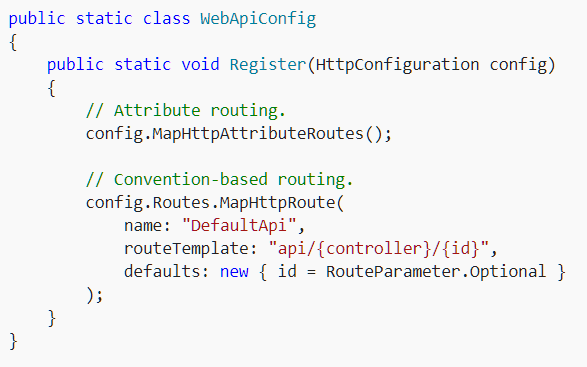 public static class WebApiConfig
{
    public static void Register(HttpConfiguration config)
    {
        // Attribute routing.
        config.MapHttpAttributeRoutes();

        // Convention-based routing.
        config.Routes.MapHttpRoute(
            name: "DefaultApi",
            routeTemplate: "api/{controller}/{id}",
            defaults: new { id = RouteParameter.Optional }
        );
    }
}